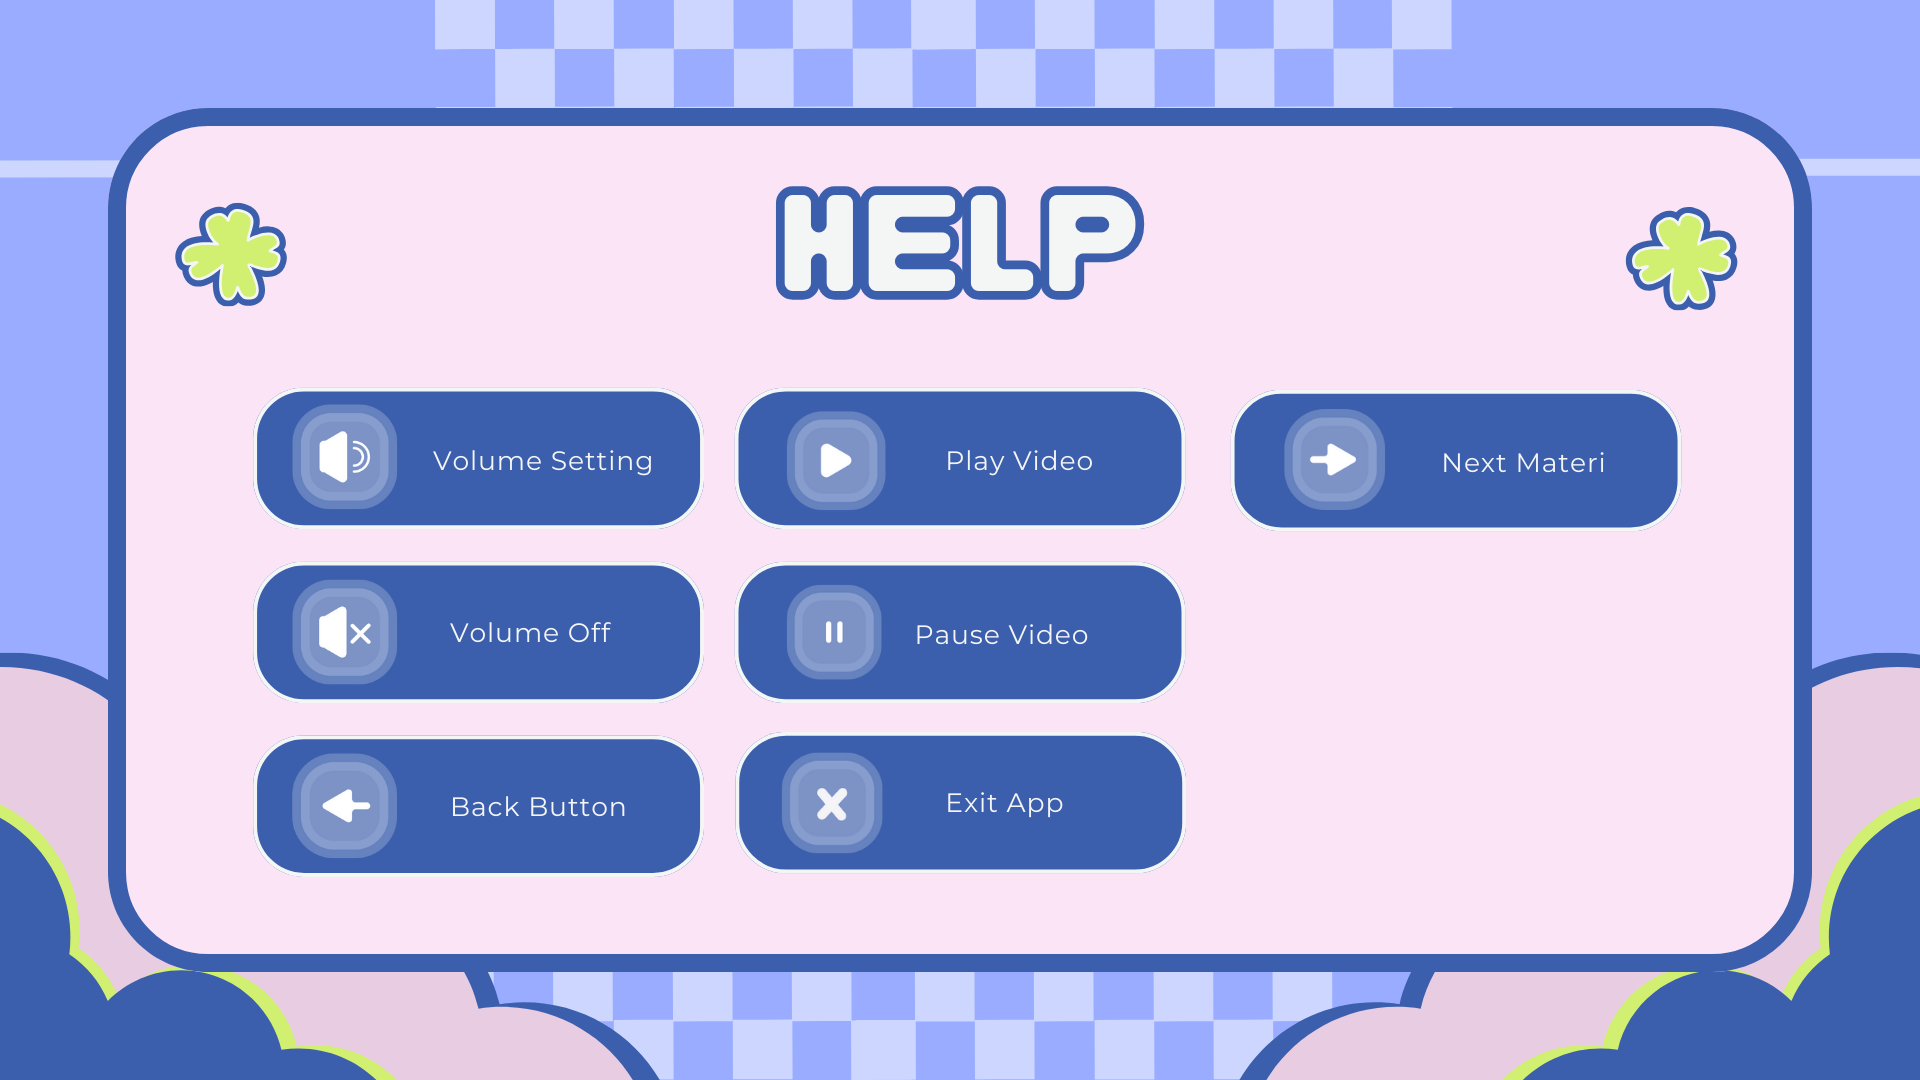 HELP
Volume Setting
Play Video
Next Materi
Volume Off
Pause Video
Back Button
Exit App